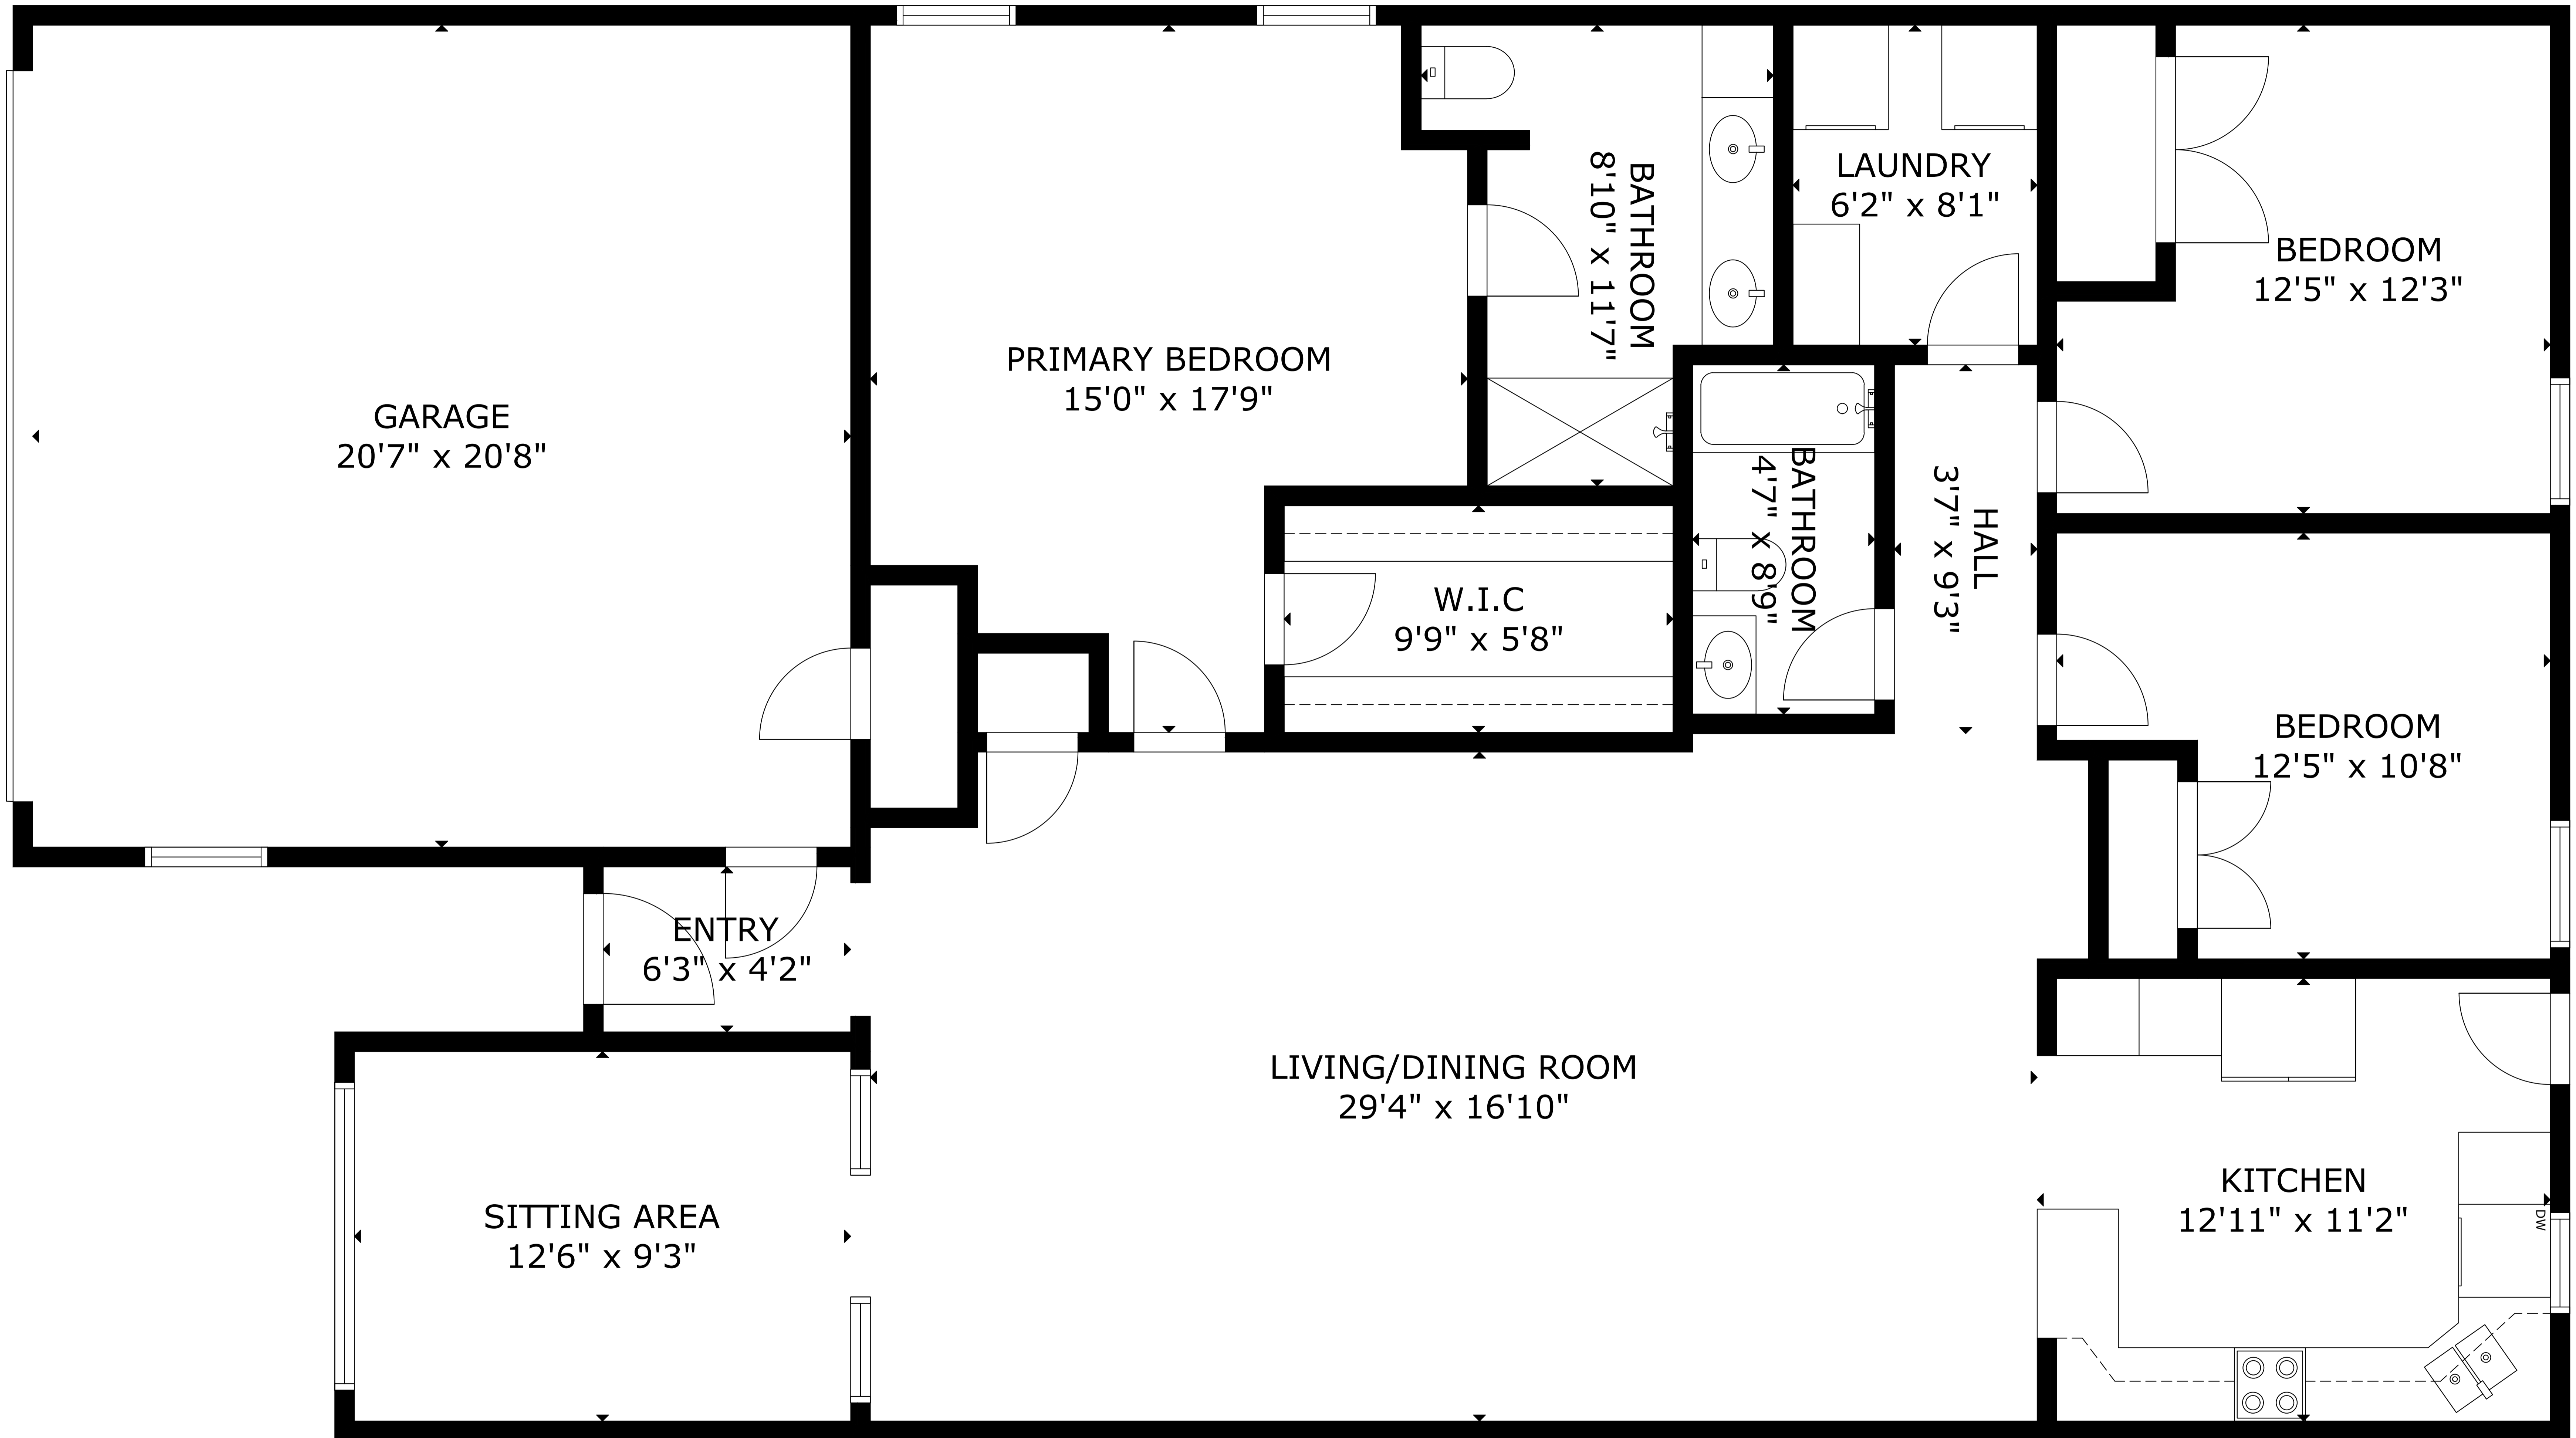 GARAGE
20'7" x 20'8"
PRIMARY BEDROOM
15'0" x 17'9"
BATHROOM
8'10" x 11'7"
LAUNDRY
6'2" x 8'1"
BEDROOM
12'5" x 12'3"
W.I.C
9'9" x 5'8"
BATHROOM
4'7" x 8'9"
HALL
3'7" x 9'3"
BEDROOM
12'5" x 10'8"
ENTRY
6'3" x 4'2"
LIVING/DINING ROOM
29'4" x 16'10"
SITTING AREA
12'6" x 9'3"
KITCHEN
12'11" x 11'2"
DW